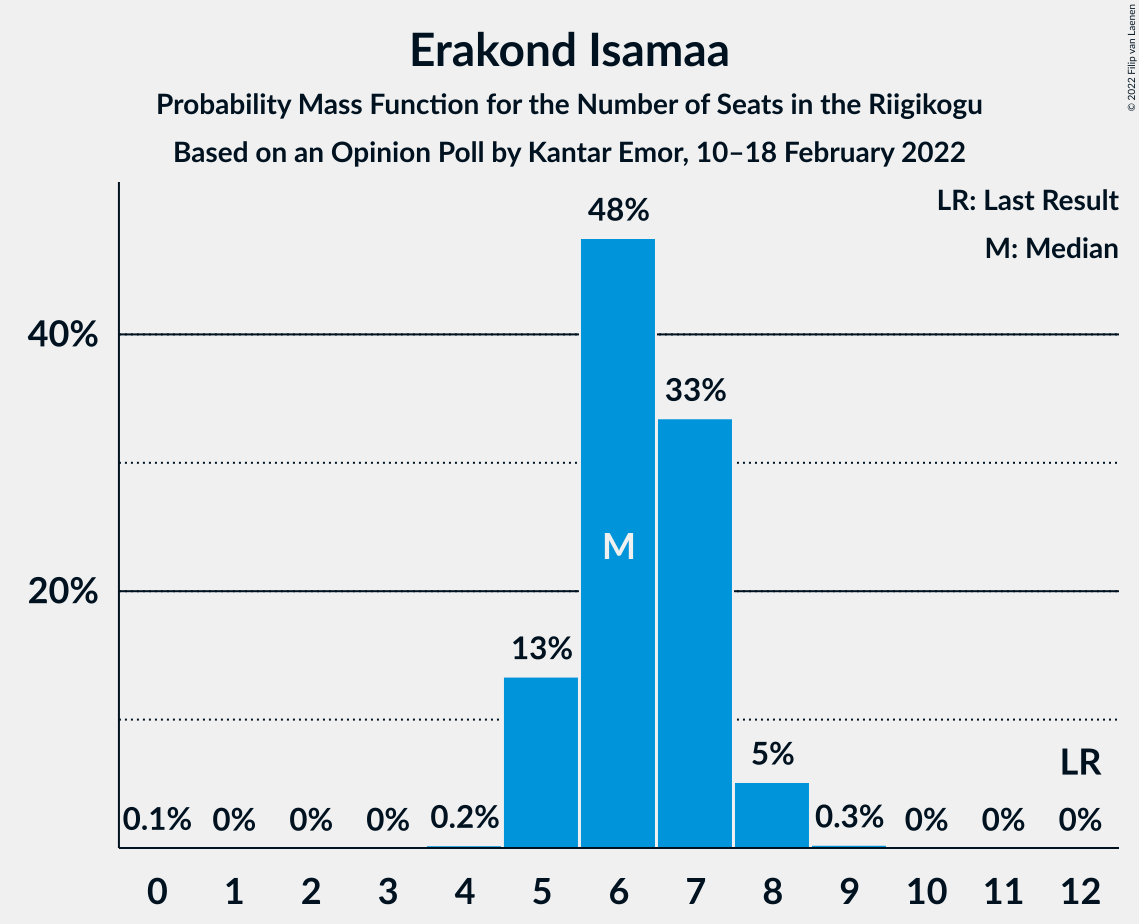 Erakond Isamaa
Probability Mass Function for the Number of Seats in the Riigikogu
Based on an Opinion Poll by Kantar Emor, 10–18 February 2022
© 2022 Filip van Laenen
LR: Last Result
M: Median
48%
40%
33%
M
20%
13%
5%
LR
0.1% 0% 0% 0% 0.2% 0.3% 0% 0% 0%
0 1 2 3 4 5 6 7 8 9 10 11 12